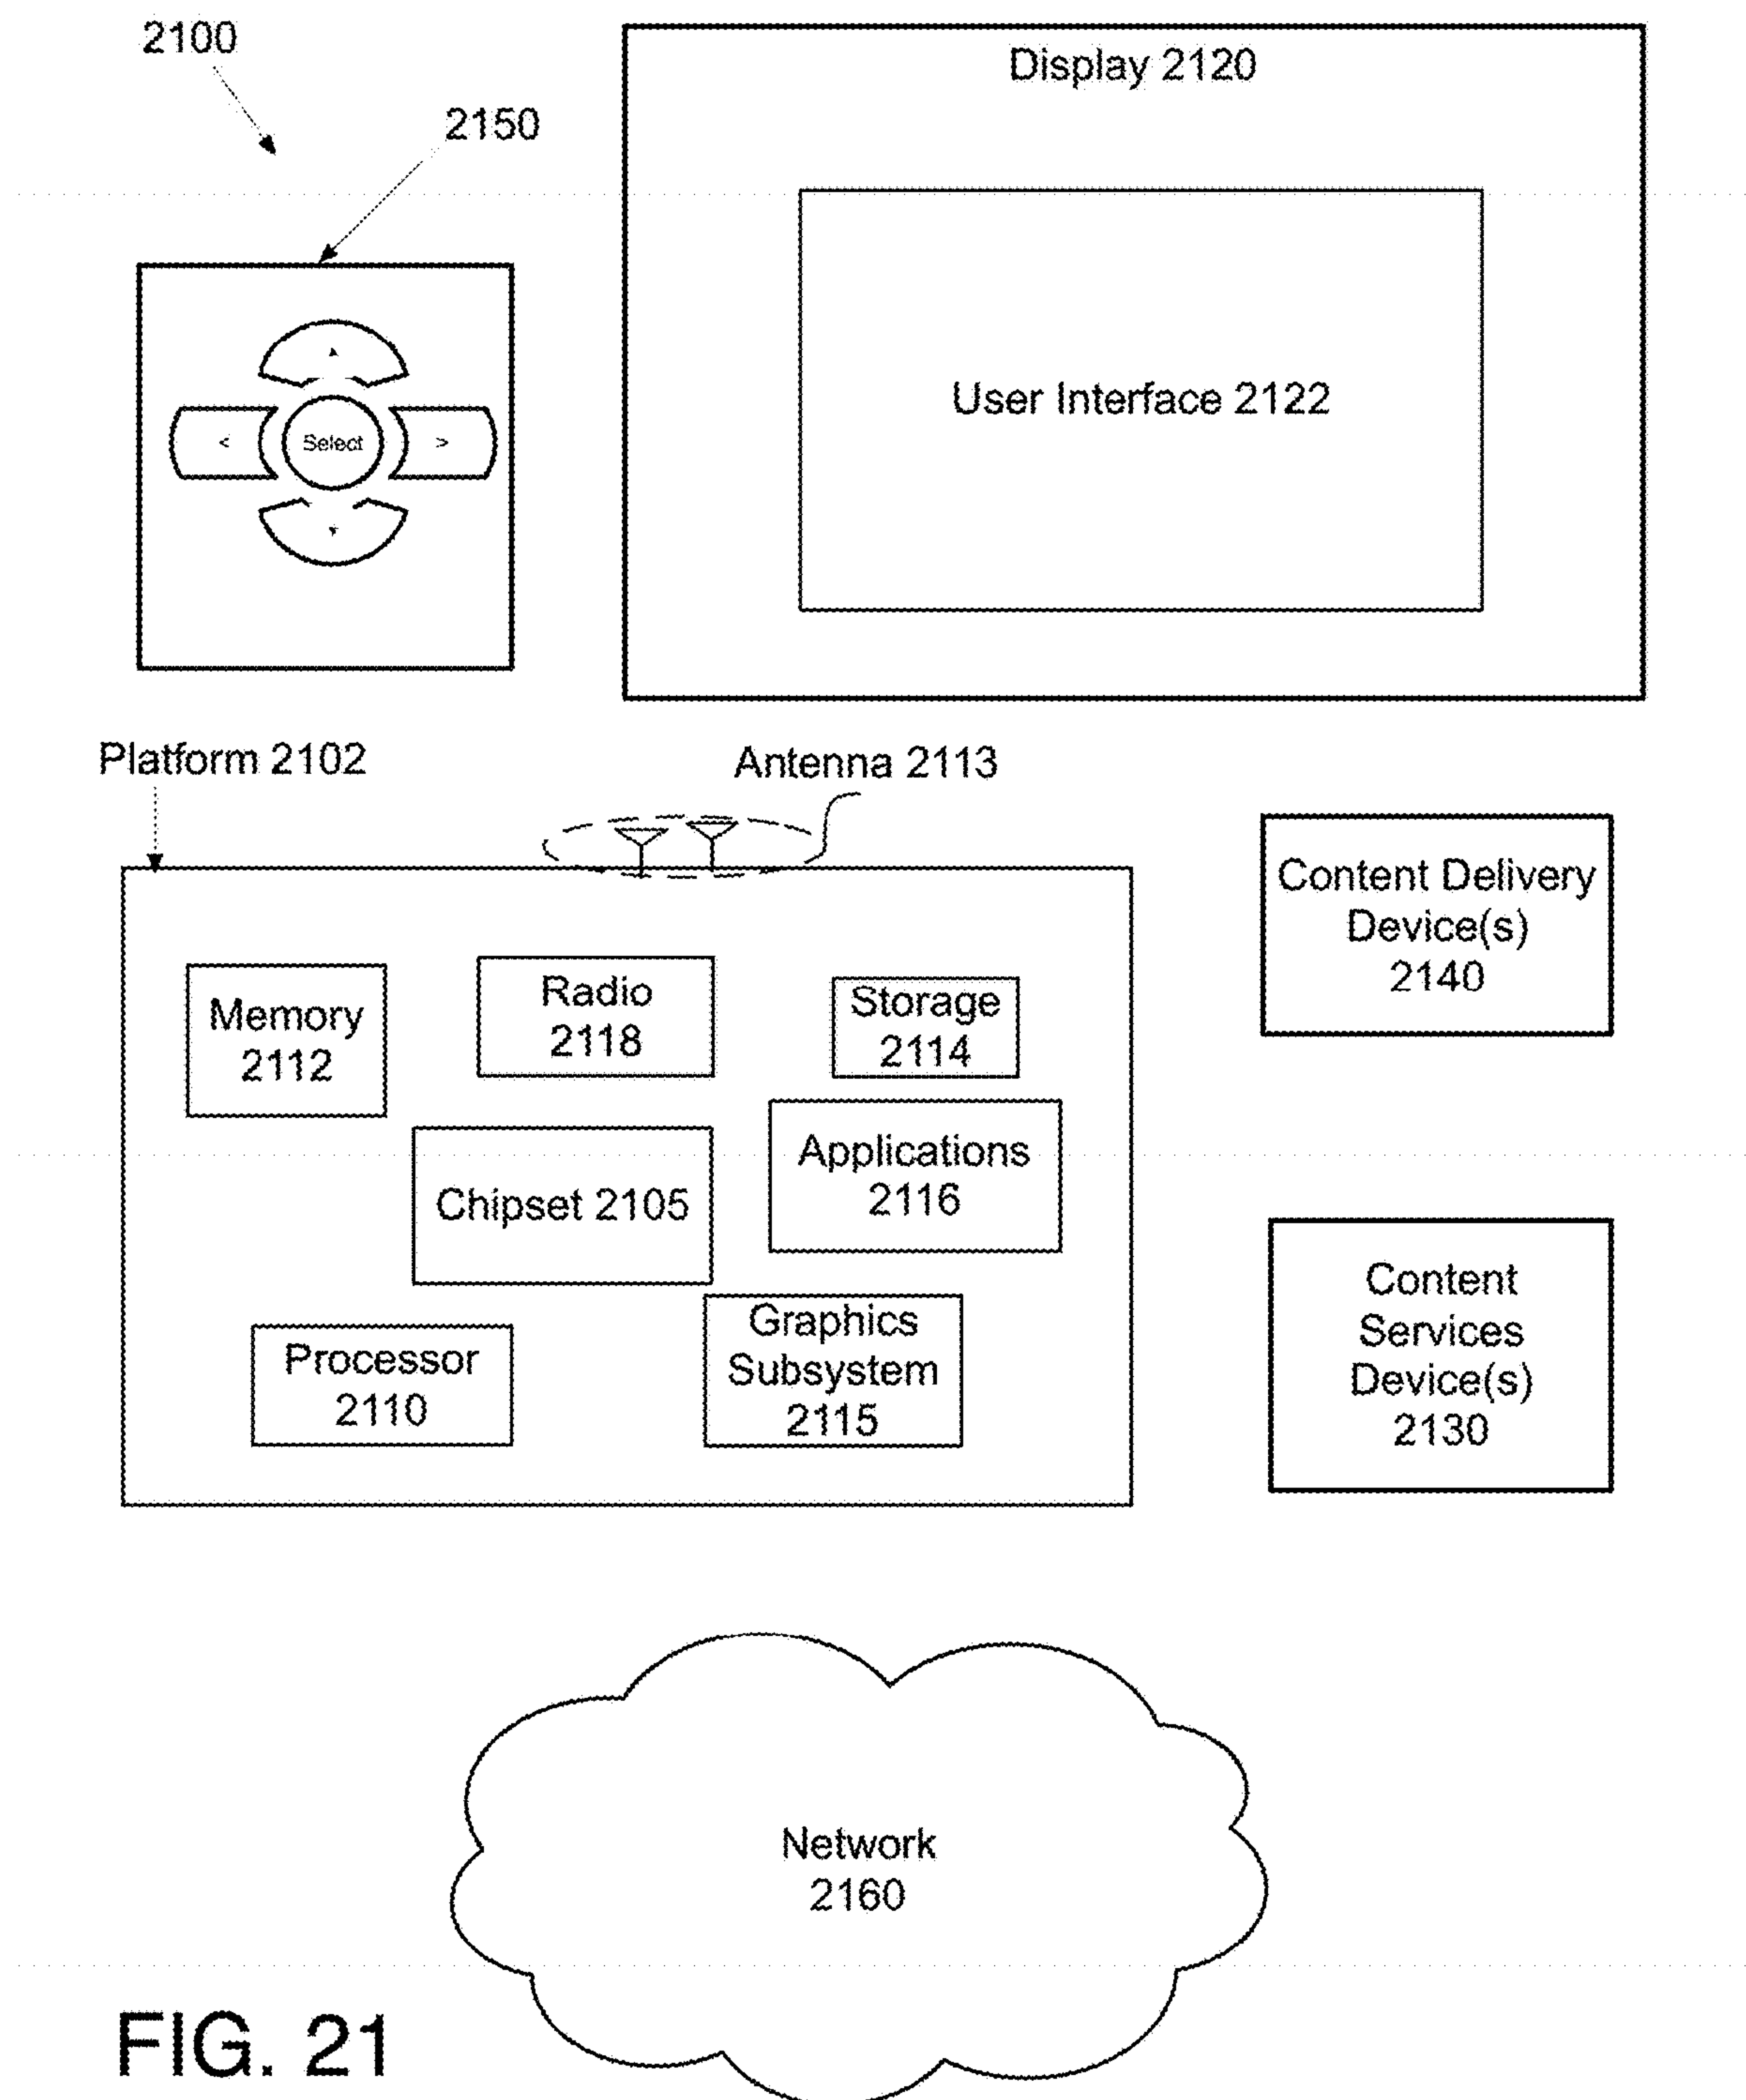 2100
2150
Display 2120
User Interface 2122
<
Select
>
Platform 2102
Antenna 2113
Memory
2112
Radio
2118
Storage
2114
Chipset 2105
Applications
2116
Processor
2110
Graphics
Subsystem
2115
Content Delivery
Device(s)
2140
Content
Services
Device(s)
2130
Network
2160
FIG. 21